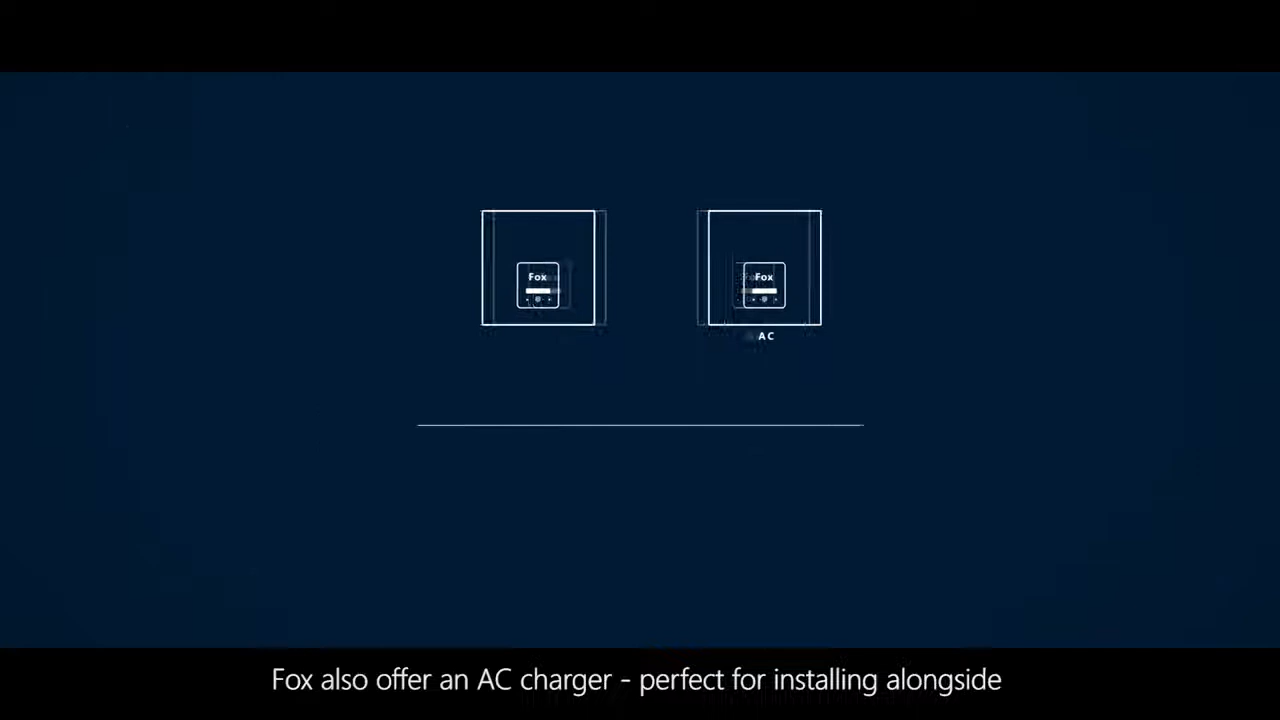 Fox
Fox
AC
Fox also offer an AC charger - perfect for installing alongside